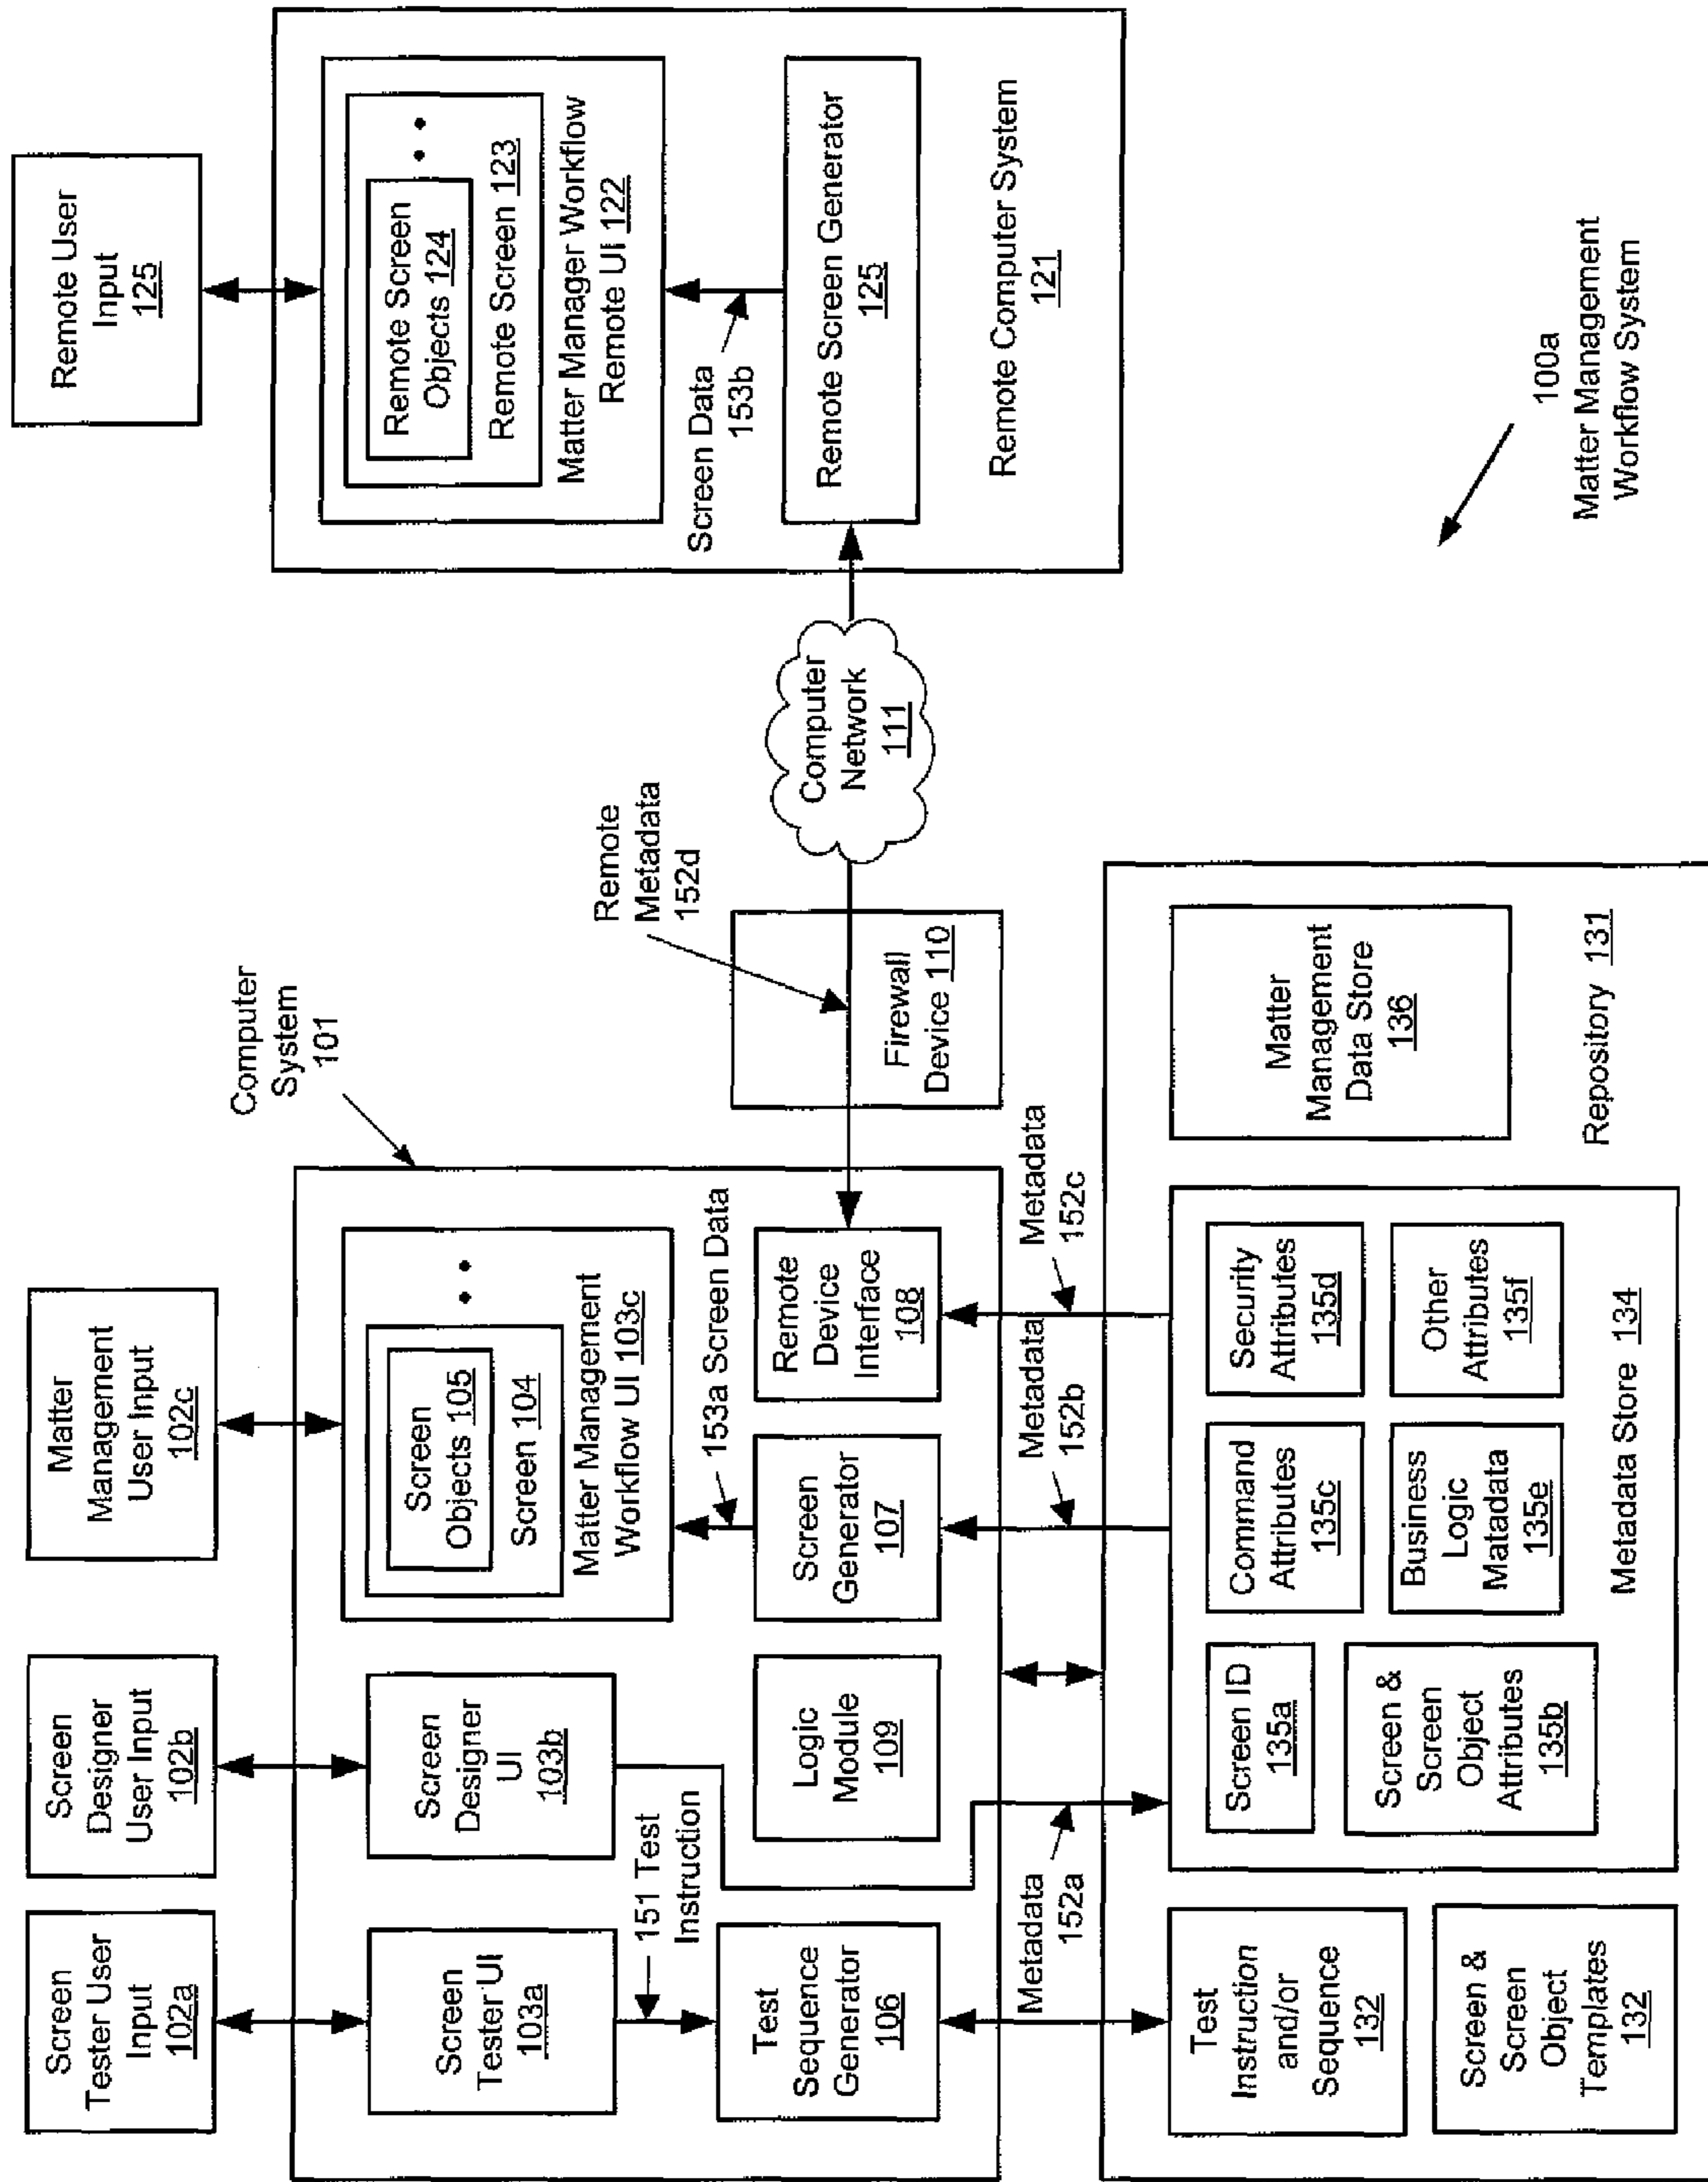 Screen
Tester User
Input
102a
Screen
Designer
User Input
102b
Matter
Management
User Input
102c
Remote User
Input
125
Computer
System
101
Screen
Tester UI
103a
Screen
Designer
UI
103b
Screen
Objects 105
Screen 104
Matter Management
Workflow UI 103c
151 Test
Instruction
153a Screen Data
Test
Sequence
Generator
106
Logic
Module
109
Screen
Generator
107
Remote
Device
Interface
108
Remote
Metadata
152d
Firewall
Device 110
Computer
Network
111
Remote Screen
Objects 124
Remote Screen 123
Matter Manager Workflow
Remote UI 122
Screen Data
153b
Remote Screen Generator
125
Remote Computer System
121
Metadata
152a
Metadata
152b
Metadata
152c
Test
Instruction
and/or
Sequence
132
Screen &
Screen
Object
Templates
132
Screen ID
135a
Command
Attributes
135c
Security
Attributes
135d
Screen &
Screen
Object
Attributes
135b
Business
Logic
Matadata
135e
Other
Attributes
135f
Metadata Store 134
Matter
Management
Data Store
136
Repository 131
100a
Matter Management
Workflow System